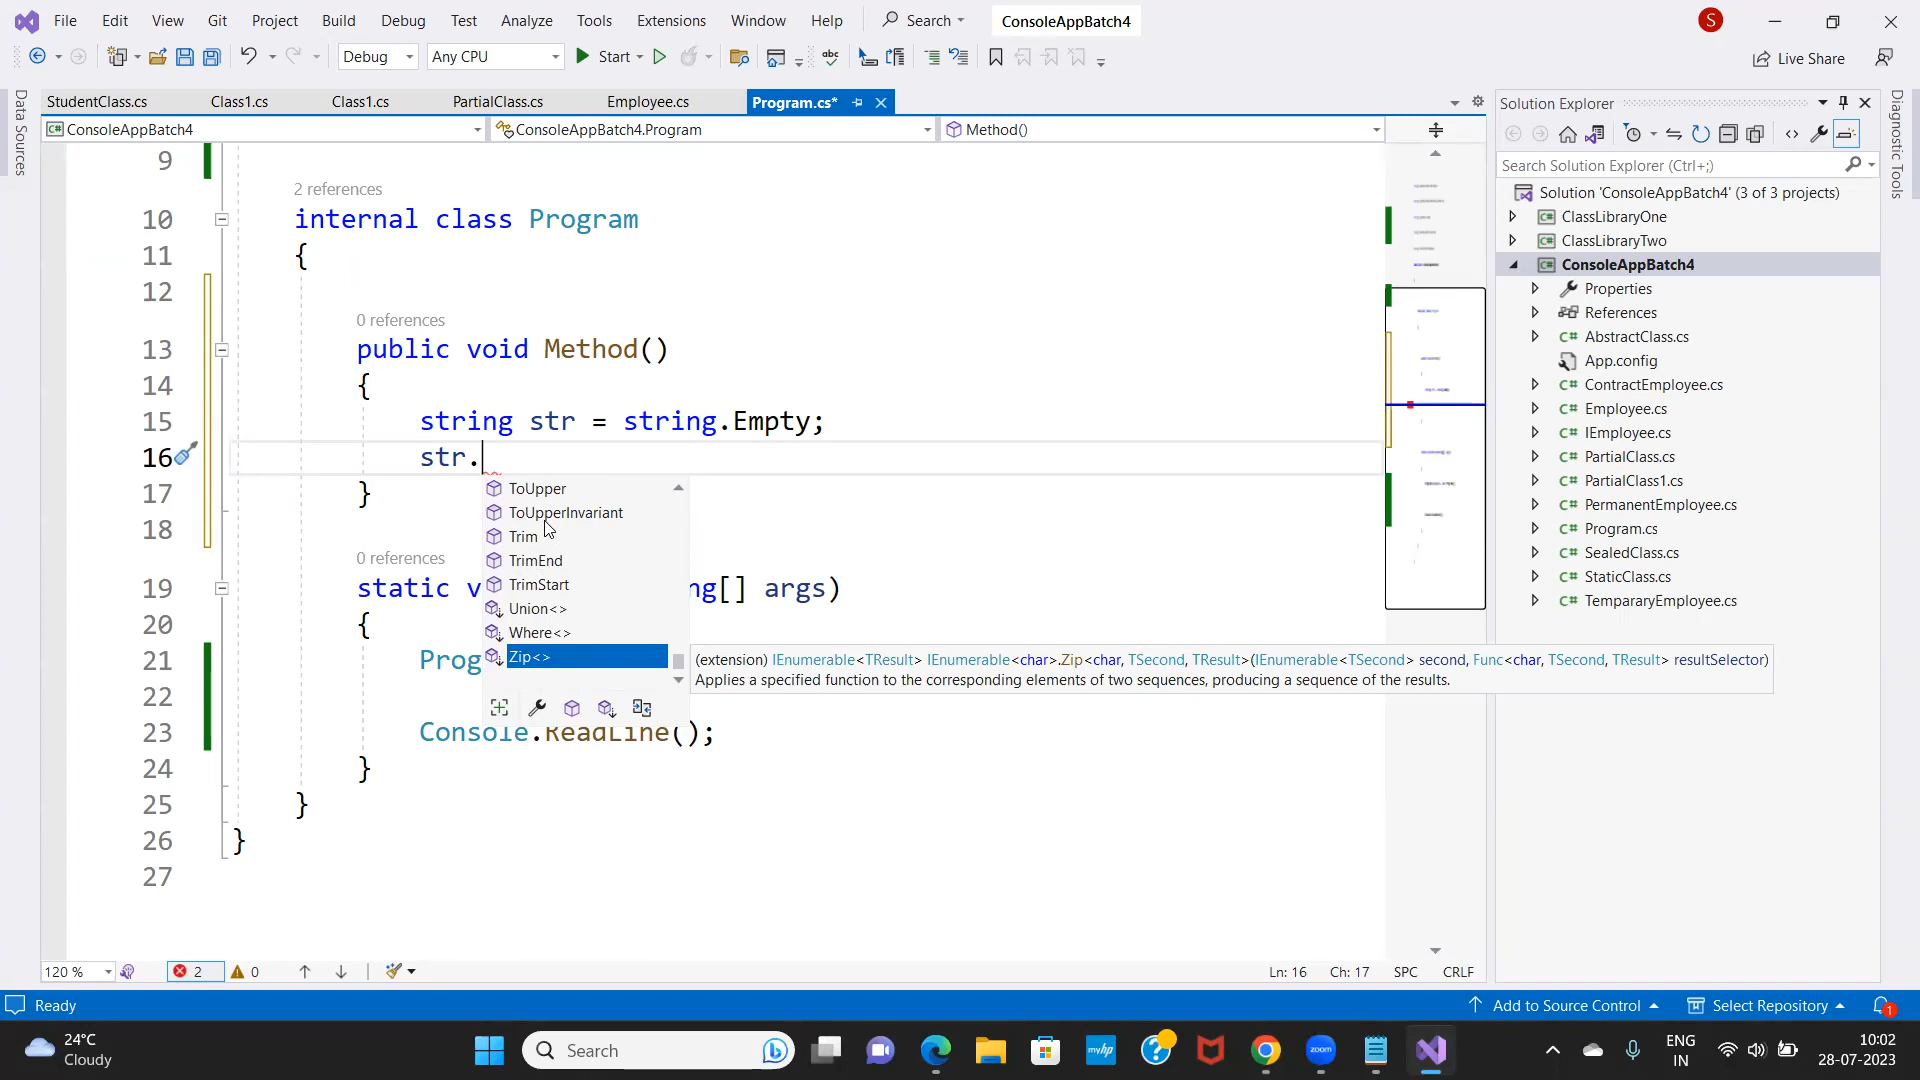 File Edit View Git Project Build Debug Test Analyze Tools Extensions Window Help Search ConsoleAppBatch4 S
Debug Any CPU Start Live Share
Data Sources
StudentClass.cs Class1.cs Class1.cs PartialClass.cs Employee.cs Program.cs*
ConsoleAppBatch4 ConsoleAppBatch4.Program Method()
9
2 references
10 internal class Program
11 {
12
0 references
13 public void Method()
14 {
15 string str = string.Empty;
16 str.
17 }
18
0 references
19 static v ng[] args)
20 {
21 Prog
22
23 Console.ReadLine();
24 }
25 }
26 }
27
ToUpper
ToUpperInvariant
Trim
TrimEnd
TrimStart
Union<>
Where<>
Zip<>
(extension) IEnumerable<TResult> IEnumerable<char>.Zip<char, TSecond, TResult>(IEnumerable<TSecond> second, Func<char, TSecond, TResult> resultSelector)
Applies a specified function to the corresponding elements of two sequences, producing a sequence of the results.
120 % 2 0 Ln: 16 Ch: 17 SPC CRLF
Solution Explorer
Search Solution Explorer (Ctrl+;)
Solution 'ConsoleAppBatch4' (3 of 3 projects)
ClassLibraryOne
ClassLibraryTwo
ConsoleAppBatch4
Properties
References
C# AbstractClass.cs
App.config
C# ContractEmployee.cs
C# Employee.cs
C# IEmployee.cs
C# PartialClass.cs
C# PartialClass1.cs
C# PermanentEmployee.cs
C# Program.cs
C# SealedClass.cs
C# StaticClass.cs
C# TempararyEmployee.cs
Diagnostic Tools
Ready Add to Source Control Select Repository 1
24°C
Cloudy
Search
myhp
zoom
ENG
IN
10:02
28-07-2023